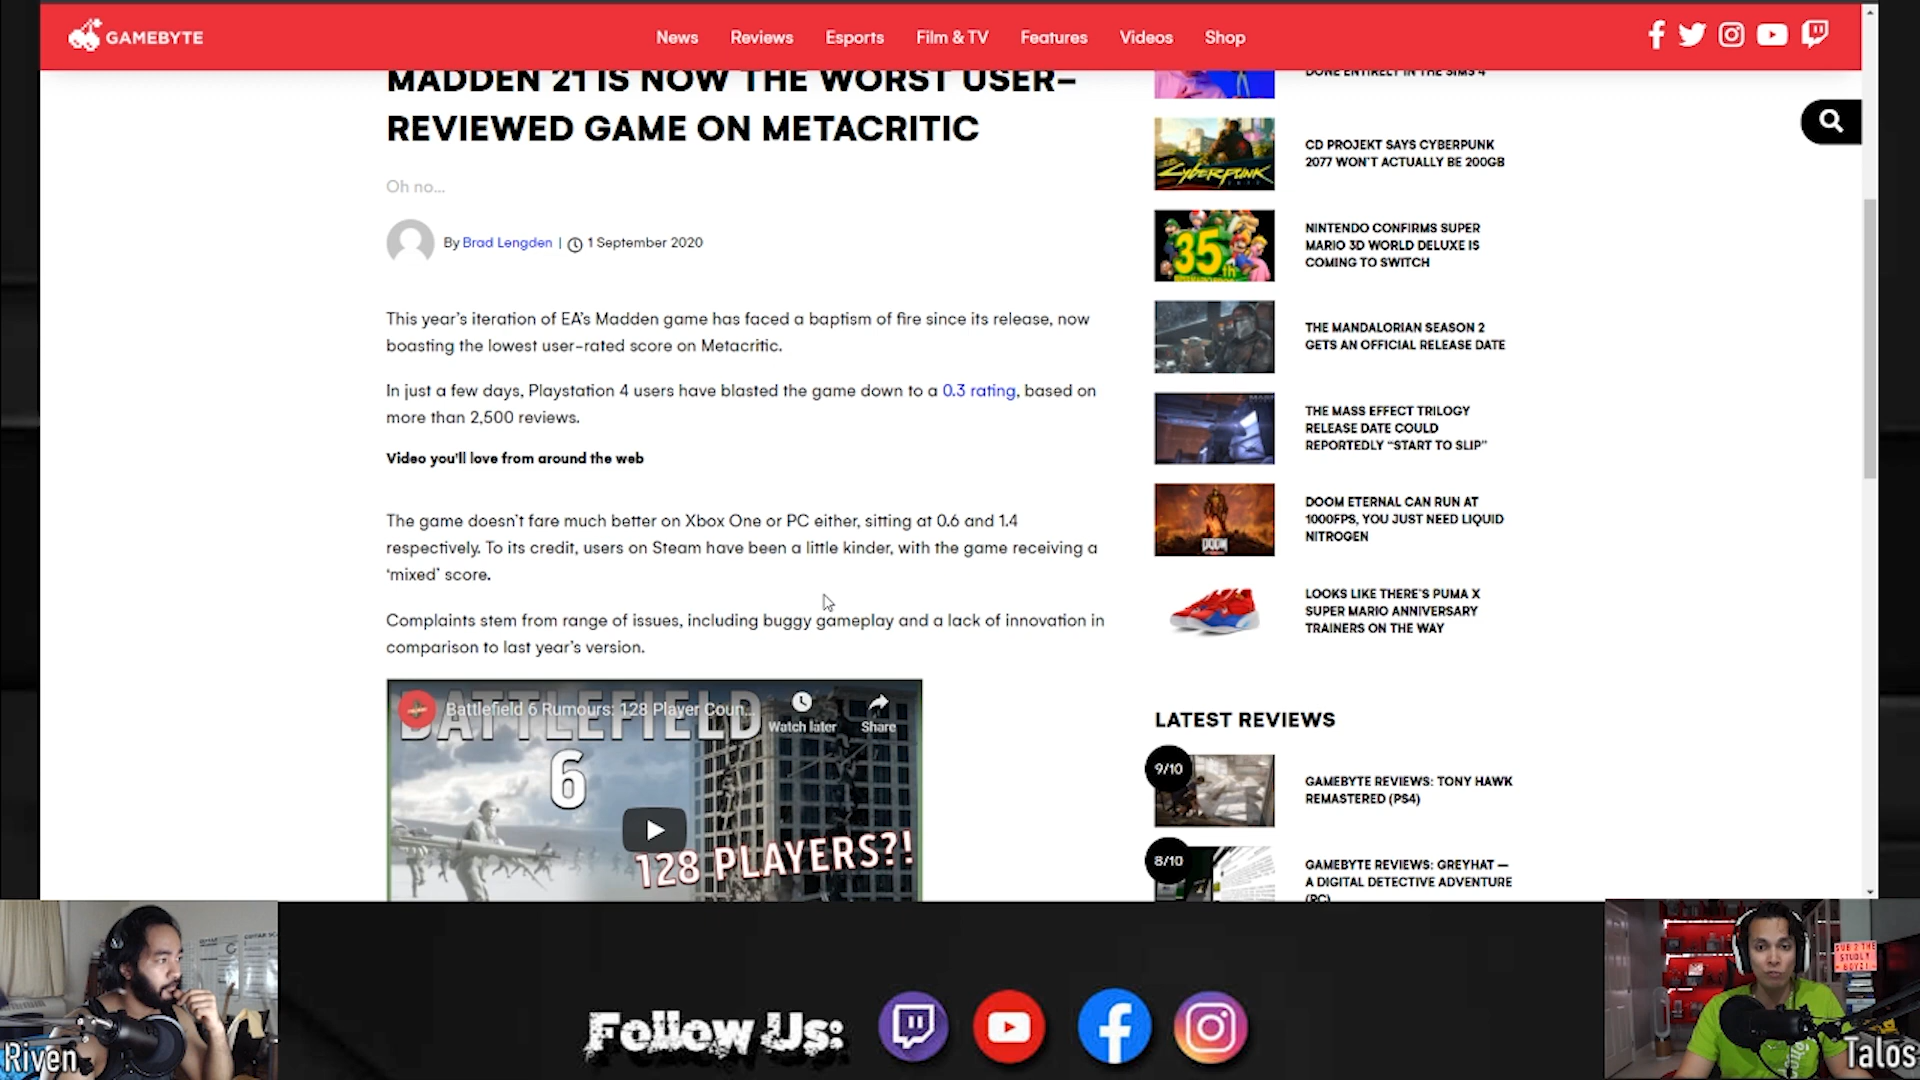 GAMEBYTE
News Reviews Esports Film & TV Features Videos Shop
MADDEN 21 IS NOW THE WORST USER-
REVIEWED GAME ON METACRITIC
Oh no...
By Brad Lengden | 1 September 2020
This year's iteration of EA's Madden game has faced a baptism of fire since its release, now
boasting the lowest user-rated score on Metacritic.
In just a few days, Playstation 4 users have blasted the game down to a 0.3 rating, based on
more than 2,500 reviews.
Video you'll love from around the web
The game doesn't fare much better on Xbox One or PC either, sitting at 0.6 and 1.4
respectively. To its credit, users on Steam have been a little kinder, with the game receiving a
'mixed' score.
Complaints stem from range of issues, including buggy gameplay and a lack of innovation in
comparison to last year's version.
Battlefield 6 Rumours: 128 Player Coun...
Watch later
Share
BATTLEFIELD
6
128 PLAYERS?!
DONE ENTIRELY IN THE SIMS 4
Cyberpunk
2077
CD PROJEKT SAYS CYBERPUNK
2077 WON'T ACTUALLY BE 200GB
35th
NINTENDO CONFIRMS SUPER
MARIO 3D WORLD DELUXE IS
COMING TO SWITCH
THE MANDALORIAN SEASON 2
GETS AN OFFICIAL RELEASE DATE
THE MASS EFFECT TRILOGY
RELEASE DATE COULD
REPORTEDLY "START TO SLIP"
DOOM
DOOM ETERNAL CAN RUN AT
1000FPS, YOU JUST NEED LIQUID
NITROGEN
LOOKS LIKE THERE'S PUMA X
SUPER MARIO ANNIVERSARY
TRAINERS ON THE WAY
LATEST REVIEWS
9/10
GAMEBYTE REVIEWS: TONY HAWK
REMASTERED (PS4)
8/10
GAMEBYTE REVIEWS: GREYHAT –
A DIGITAL DETECTIVE ADVENTURE
(PC)
Riven
Follow Us:
SUB 2 THE
STUDLY
BOYZ!
Talos